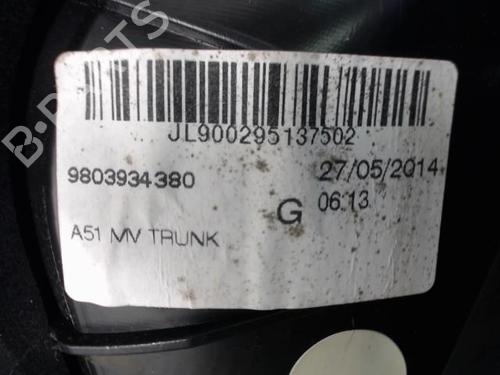 B-PARTS
JL900295137502
9803934380
27/05/2014
G
06:13
A51 MV TRUNK